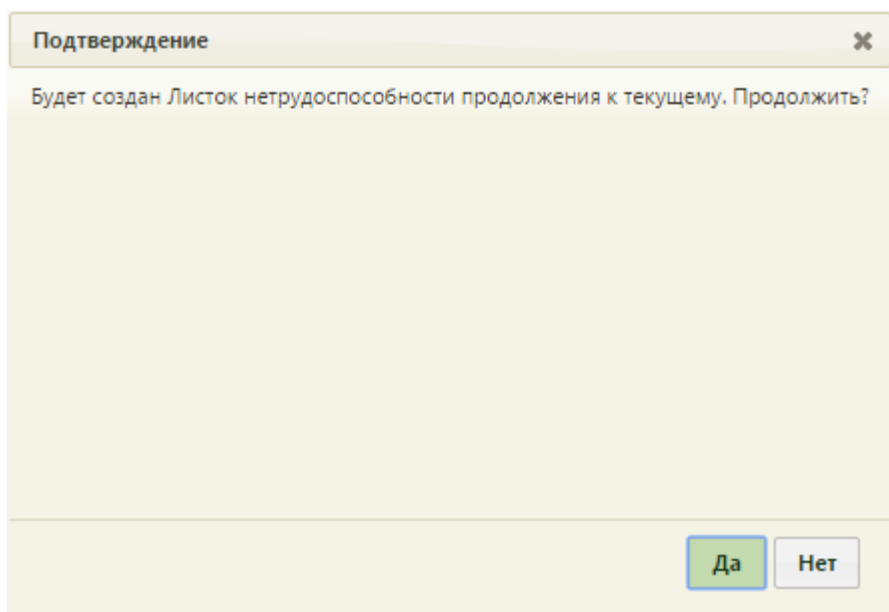 Подтверждение
Будет создан Листок нетрудоспособности продолжения к текущему. Продолжить?
Да Нет